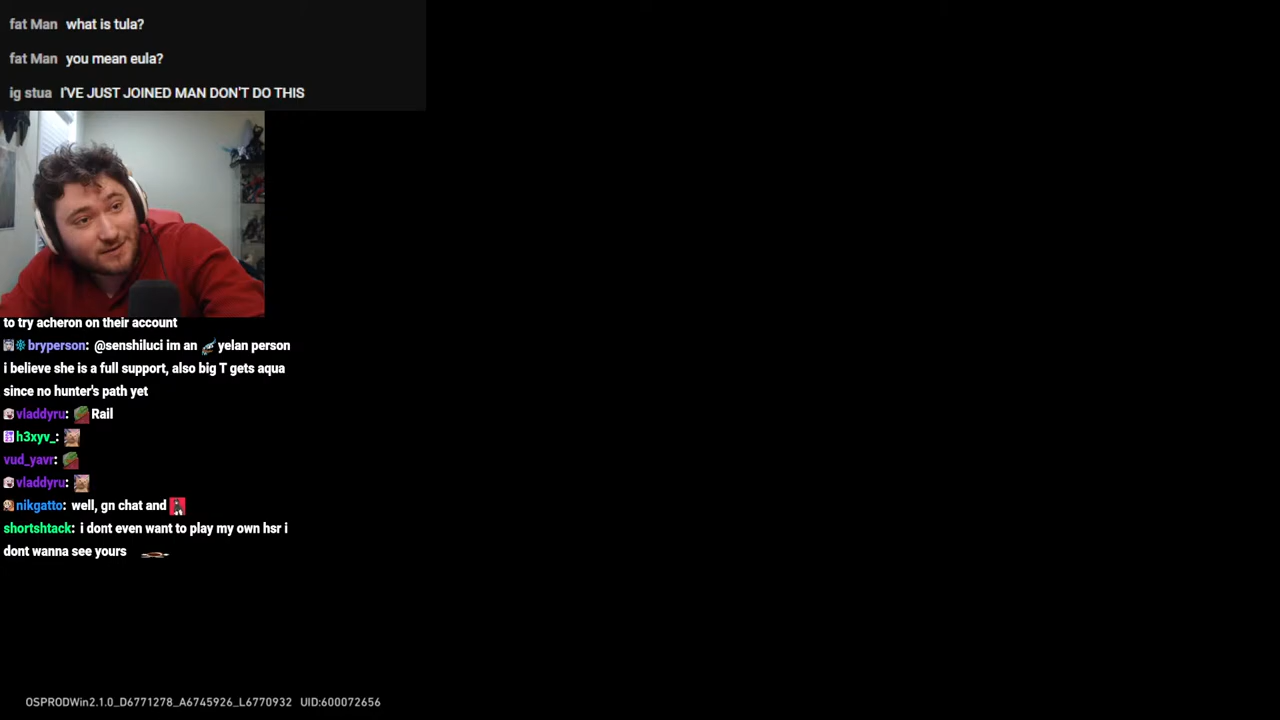 fat Man what is tula?
fat Man you mean eula?
ig stua I'VE JUST JOINED MAN DON'T DO THIS
to try acheron on their account
bryperson: @senshiluci im an yelan person
i believe she is a full support, also big T gets aqua
since no hunter's path yet
vladdyru: Rail
h3xyv_:
vud_yavr:
vladdyru:
nikgatto: well, gn chat and
shortshtack: i dont even want to play my own hsr i
dont wanna see yours
OSPRODWin2.1.0_D6771278_A6745926_L6770932 UID:600072656